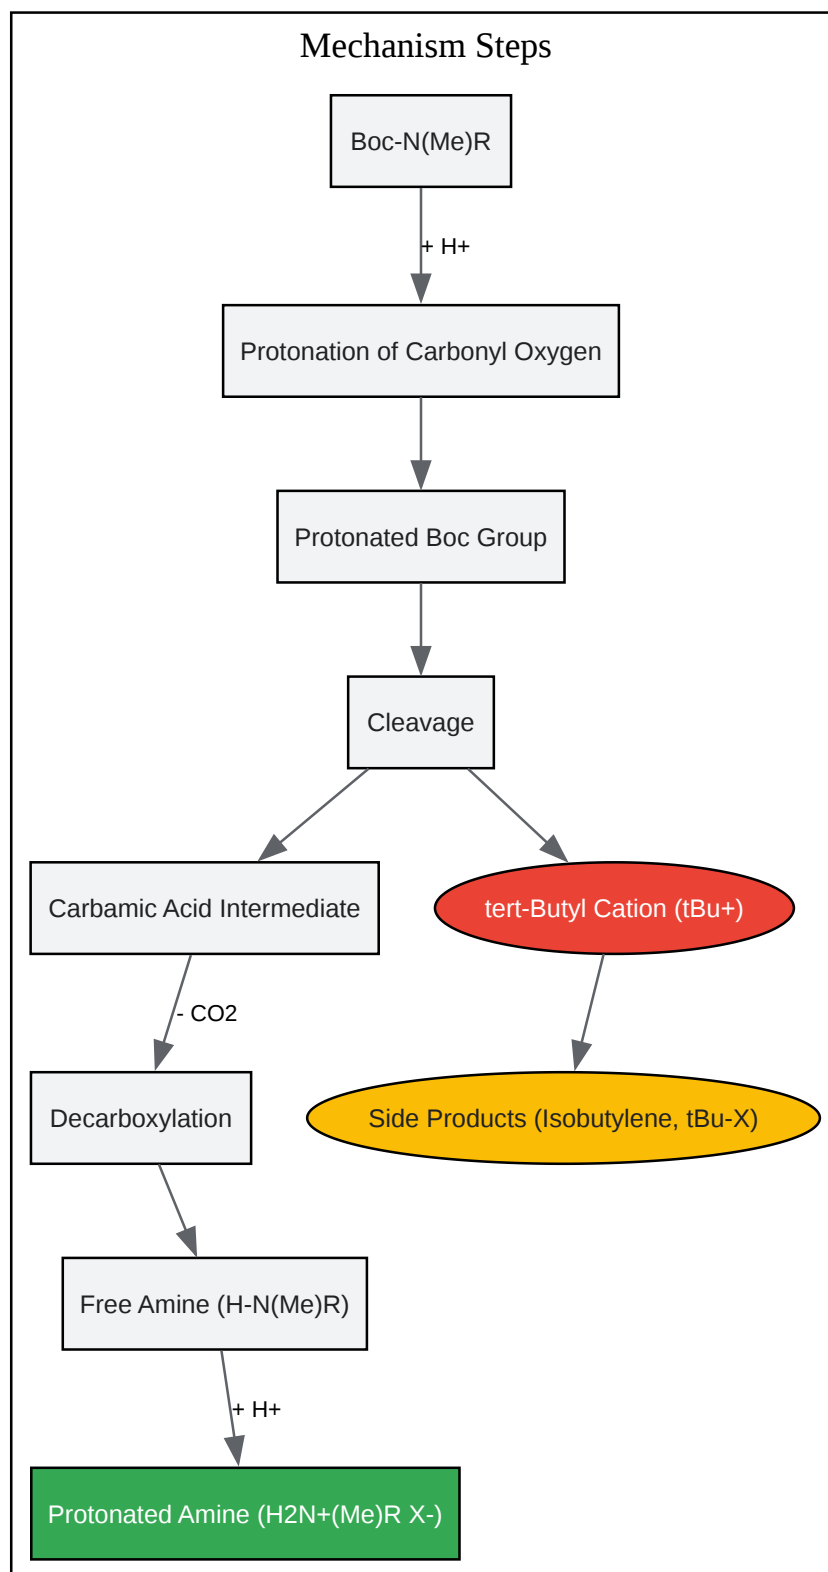 Mechanism Steps
Boc-N(Me)R
+ H+
Protonation of Carbonyl Oxygen
Protonated Boc Group
Cleavage
Carbamic Acid Intermediate
tert-Butyl Cation (tBu+)
- CO2
Decarboxylation
Side Products (Isobutylene, tBu-X)
Free Amine (H-N(Me)R)
+ H+
Protonated Amine (H2N+(Me)R X-)